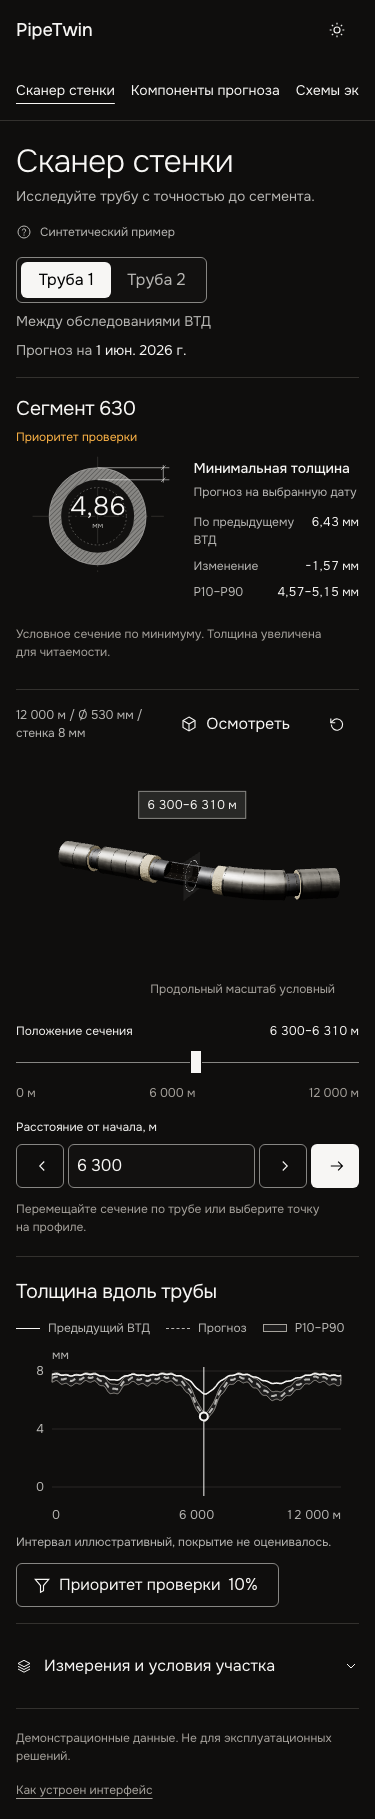 PipeTwin
Сканер стенки Компоненты прогноза Схемы эк
Сканер стенки
Исследуйте трубу с точностью до сегмента.
Синтетический пример
Труба 1 Труба 2
Между обследованиями ВТД
Прогноз на 1 июн. 2026 г.
Сегмент 630
Приоритет проверки
4,86
мм
Минимальная толщина
Прогноз на выбранную дату
По предыдущему ВТД 6,43 мм
Изменение −1,57 мм
P10–P90 4,57–5,15 мм
Условное сечение по минимуму. Толщина увеличена
для читаемости.
12 000 м / Ø 530 мм /
стенка 8 мм
Осмотреть
6 300–6 310 м
Продольный масштаб условный
Положение сечения 6 300–6 310 м
0 м 6 000 м 12 000 м
Расстояние от начала, м
6 300
Перемещайте сечение по трубе или выберите точку
на профиле.
Толщина вдоль трубы
Предыдущий ВТД Прогноз P10–P90
мм
8
4
0
0 6 000 12 000 м
Интервал иллюстративный, покрытие не оценивалось.
Приоритет проверки 10%
Измерения и условия участка
Демонстрационные данные. Не для эксплуатационных
решений.
Как устроен интерфейс